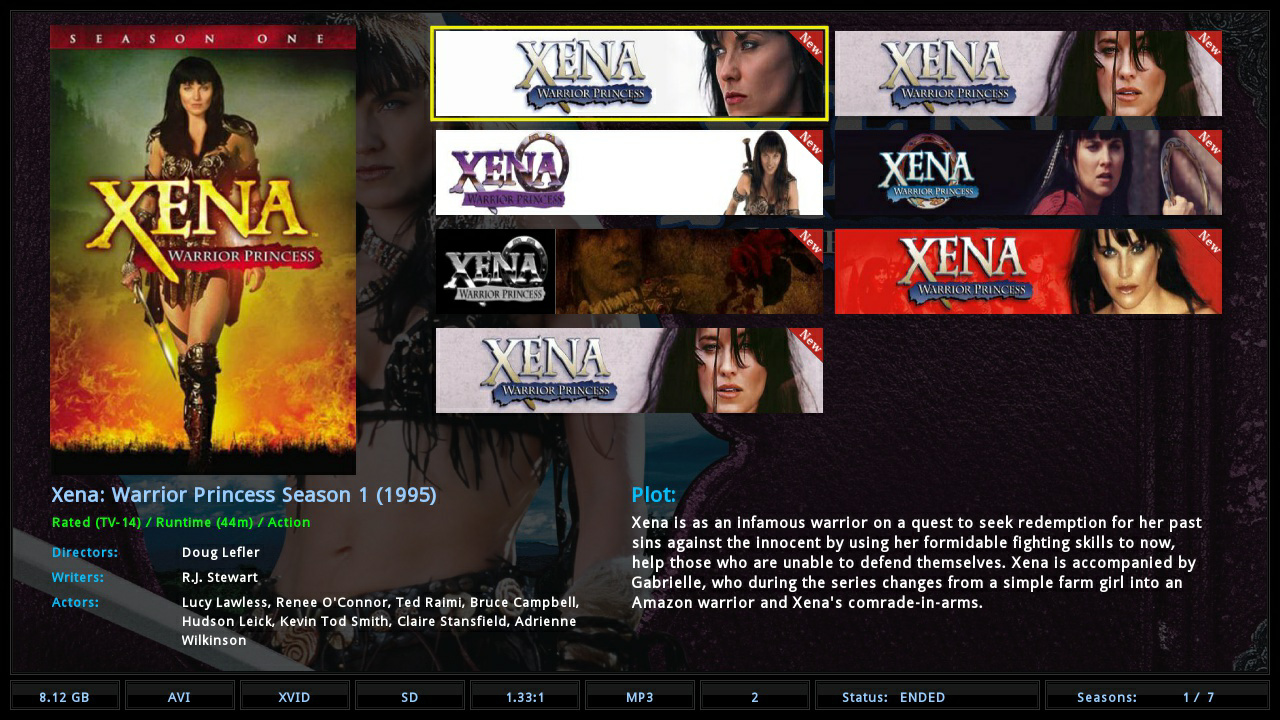 SEASON ONE
XENA
WARRIOR PRINCESS
XENA
WARRIOR PRINCESS
New
XENA
WARRIOR PRINCESS
New
XENA
WARRIOR PRINCESS
New
XENA
WARRIOR PRINCESS
New
XENA
WARRIOR PRINCESS
New
XENA
WARRIOR PRINCESS
New
XENA
WARRIOR PRINCESS
New
Xena: Warrior Princess Season 1 (1995)
Rated (TV-14) / Runtime (44m) / Action
Directors: Doug Lefler
Writers: R.J. Stewart
Actors: Lucy Lawless, Renee O'Connor, Ted Raimi, Bruce Campbell,
Hudson Leick, Kevin Tod Smith, Claire Stansfield, Adrienne
Wilkinson
Plot:
Xena is as an infamous warrior on a quest to seek redemption for her past
sins against the innocent by using her formidable fighting skills to now,
help those who are unable to defend themselves. Xena is accompanied by
Gabrielle, who during the series changes from a simple farm girl into an
Amazon warrior and Xena's comrade-in-arms.
8.12 GB AVI XVID SD 1.33:1 MP3 2 Status: ENDED Seasons: 1 / 7